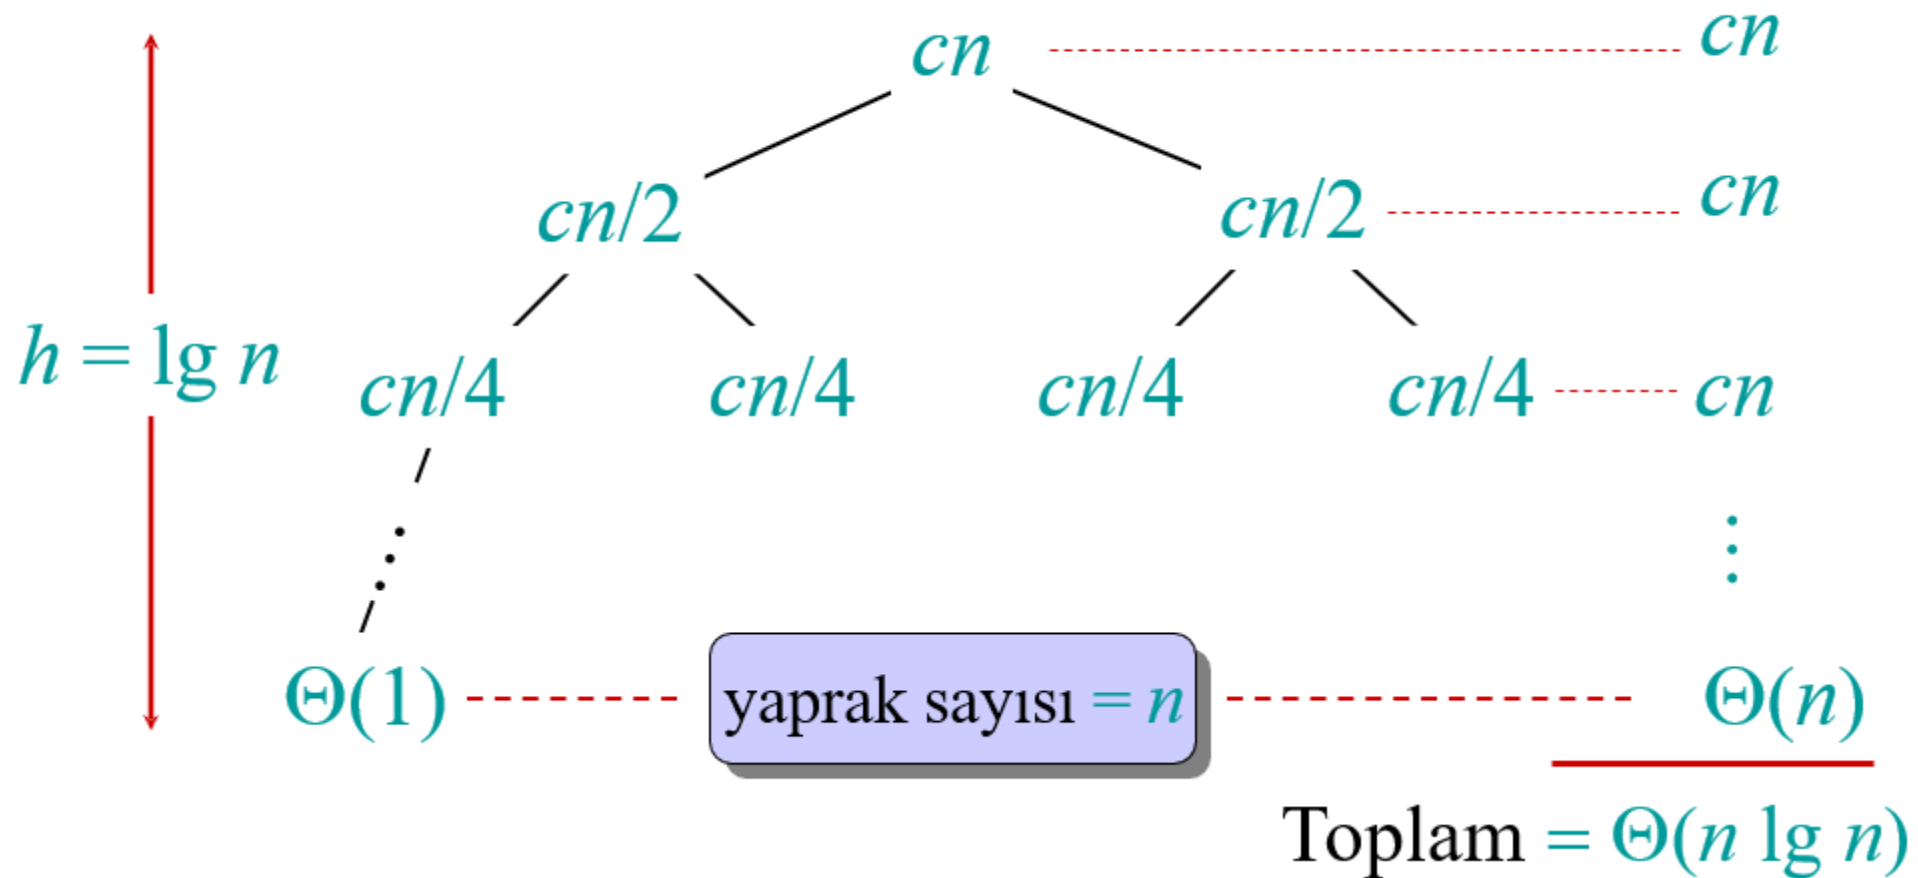 cn cn
cn/2 cn/2 cn
h = lg n cn/4 cn/4 cn/4 cn/4 cn
Θ(1) yaprak sayısı = n Θ(n)
Toplam = Θ(n lg n)